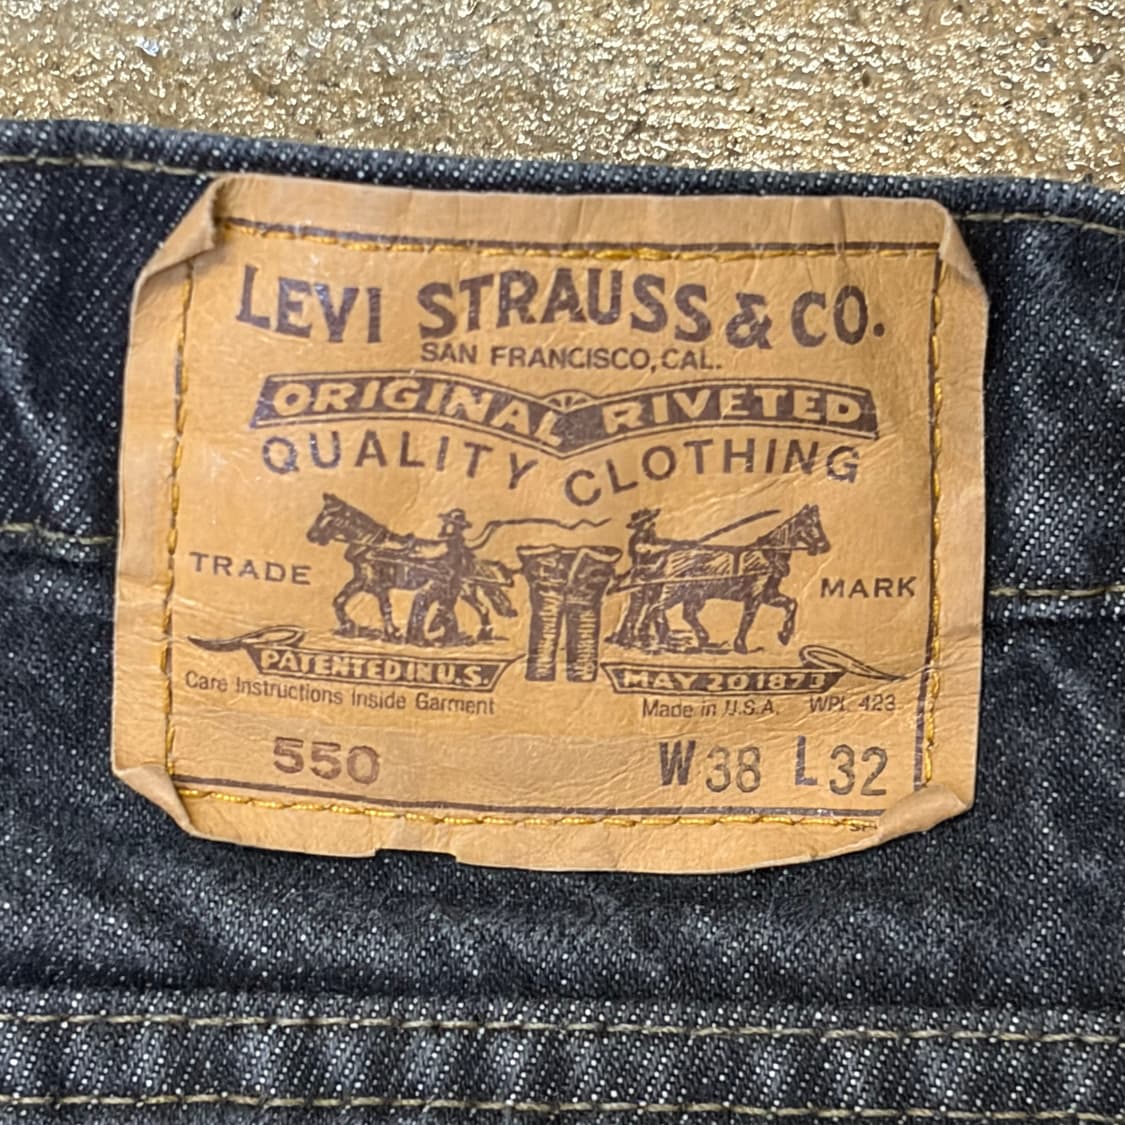 LEVI STRAUSS & CO.
SAN FRANCISCO, CAL.
ORIGINAL RIVETED
QUALITY CLOTHING
TRADE MARK
PATENTED IN U.S. MAY 20 1873
Care Instructions Inside Garment Made in U.S.A. WPL 423
550 W38 L32